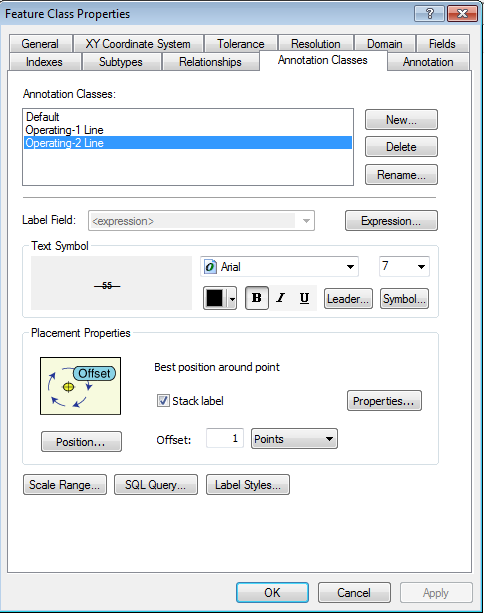 Feature Class Properties
General XY Coordinate System Tolerance Resolution Domain Fields
Indexes Subtypes Relationships Annotation Classes Annotation
Annotation Classes:
Default
Operating-1 Line
Operating-2 Line
New...
Delete
Rename...
Label Field: <expression> Expression...
Text Symbol
55
Arial 7
B I U Leader... Symbol...
Placement Properties
Offset
Best position around point
Stack label Properties...
Position... Offset: 1 Points
Scale Range... SQL Query... Label Styles...
OK Cancel Apply